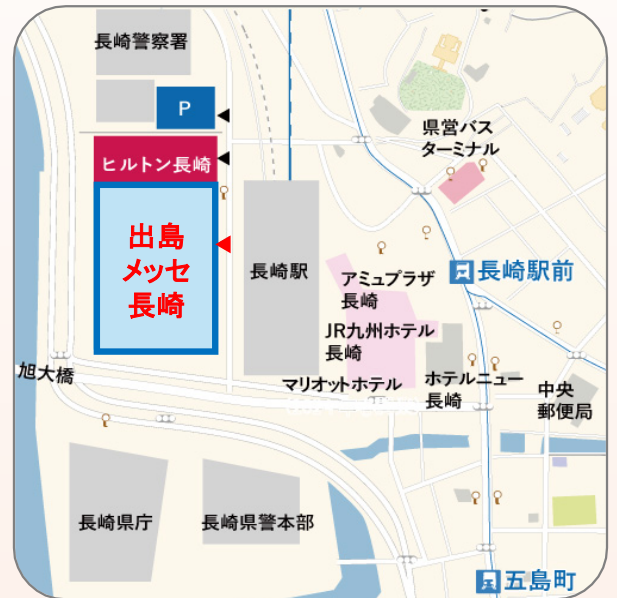 長崎警察署
P
県営バス
ターミナル
ヒルトン長崎
出島
メッセ
長崎
長崎駅
長崎駅前
アミュプラザ
長崎
JR九州ホテル
長崎
マリオットホテル
ホテルニュー
長崎
中央
郵便局
旭大橋
長崎県庁
長崎県警本部
五島町